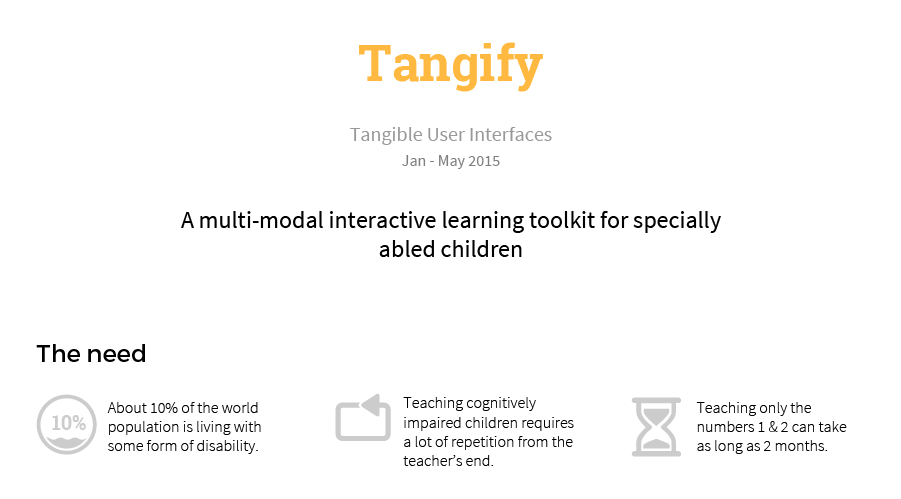 Tangify
Tangible User Interfaces
Jan - May 2015
A multi-modal interactive learning toolkit for specially
abled children
The need
10%
About 10% of the world
population is living with
some form of disability.
Teaching cognitively
impaired children requires
a lot of repetition from the
teacher's end.
Teaching only the
numbers 1 & 2 can take
as long as 2 months.